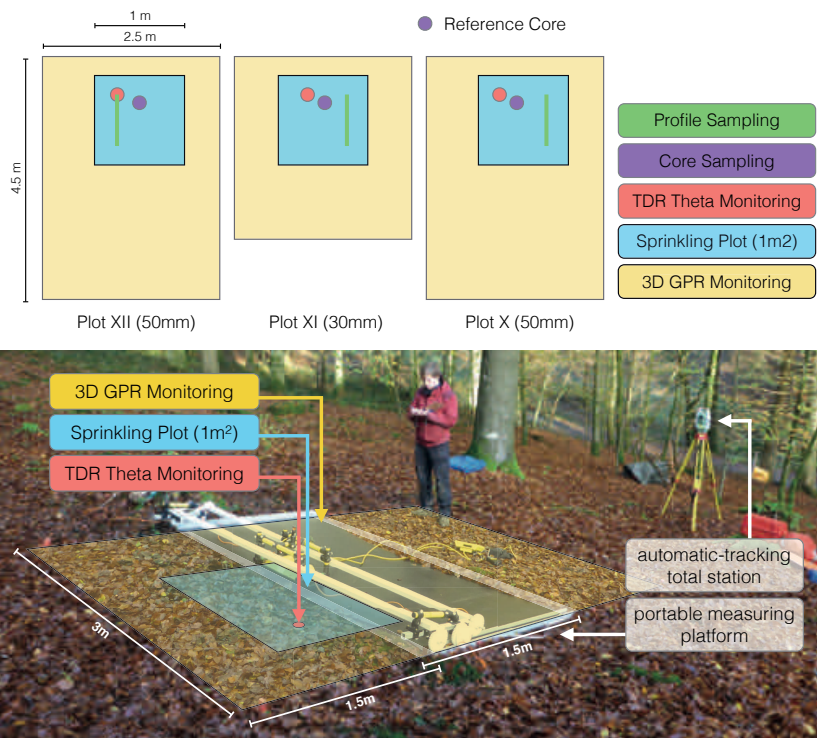 1 m
2.5 m
Reference Core
4.5 m
Profile Sampling
Core Sampling
TDR Theta Monitoring
Sprinkling Plot (1m2)
3D GPR Monitoring
Plot XII (50mm)
Plot XI (30mm)
Plot X (50mm)
3D GPR Monitoring
Sprinkling Plot (1m²)
TDR Theta Monitoring
automatic-tracking
total station
portable measuring
platform
3m
1.5m
1.5m